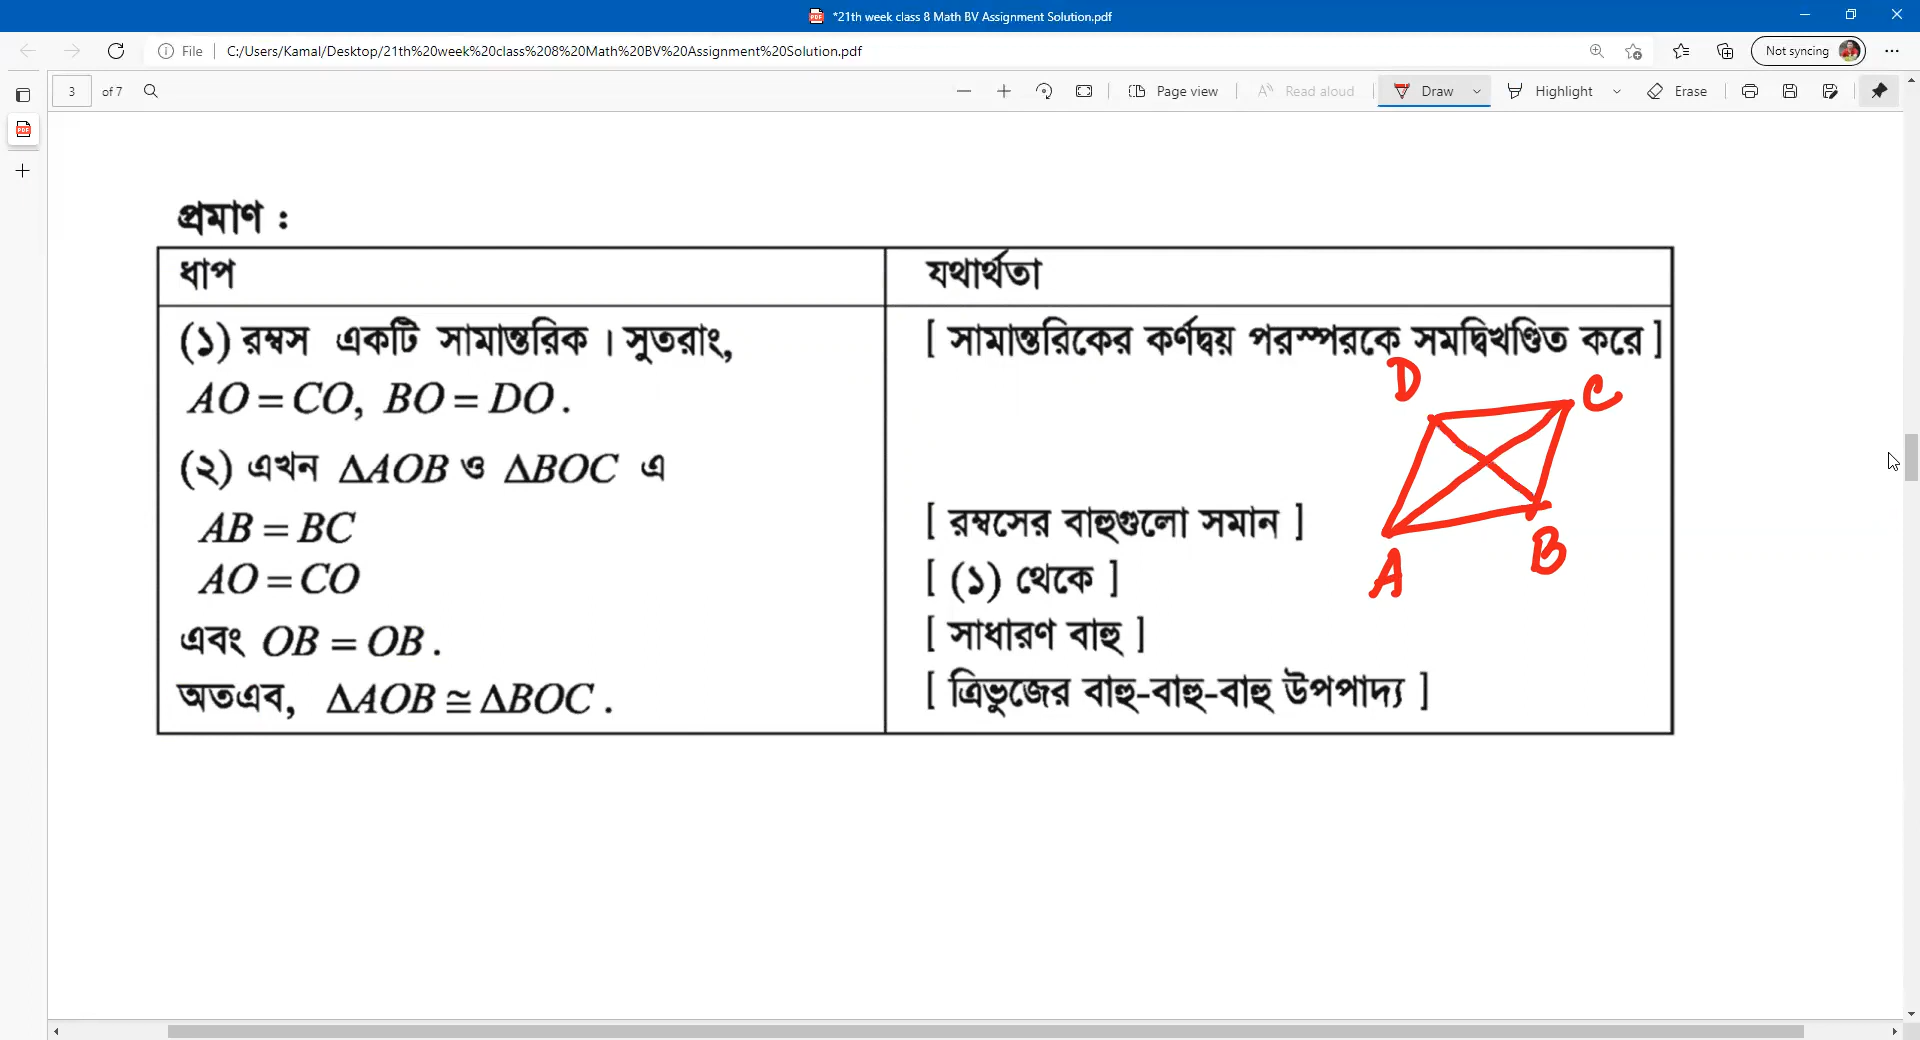 *21th week class 8 Math BV Assignment Solution.pdf
File C:/Users/Kamal/Desktop/21th%20week%20class%208%20Math%20BV%20Assignment%20Solution.pdf Not syncing
3 of 7 Page view Read aloud Draw Highlight Erase
প্রমাণ :
ধাপ যথার্থতা
(১) রম্বস একটি সামান্তরিক । সুতরাং, [ সামান্তরিকের কর্ণদ্বয় পরস্পরকে সমদ্বিখণ্ডিত করে ]
AO = CO, BO = DO .
D C
(২) এখন ΔAOB ও ΔBOC এ
AB = BC [ রম্বসের বাহুগুলো সমান ]
A B
AO = CO [ (১) থেকে ]
এবং OB = OB . [ সাধারণ বাহু ]
অতএব, ΔAOB ≅ ΔBOC . [ ত্রিভুজের বাহু-বাহু-বাহু উপপাদ্য ]